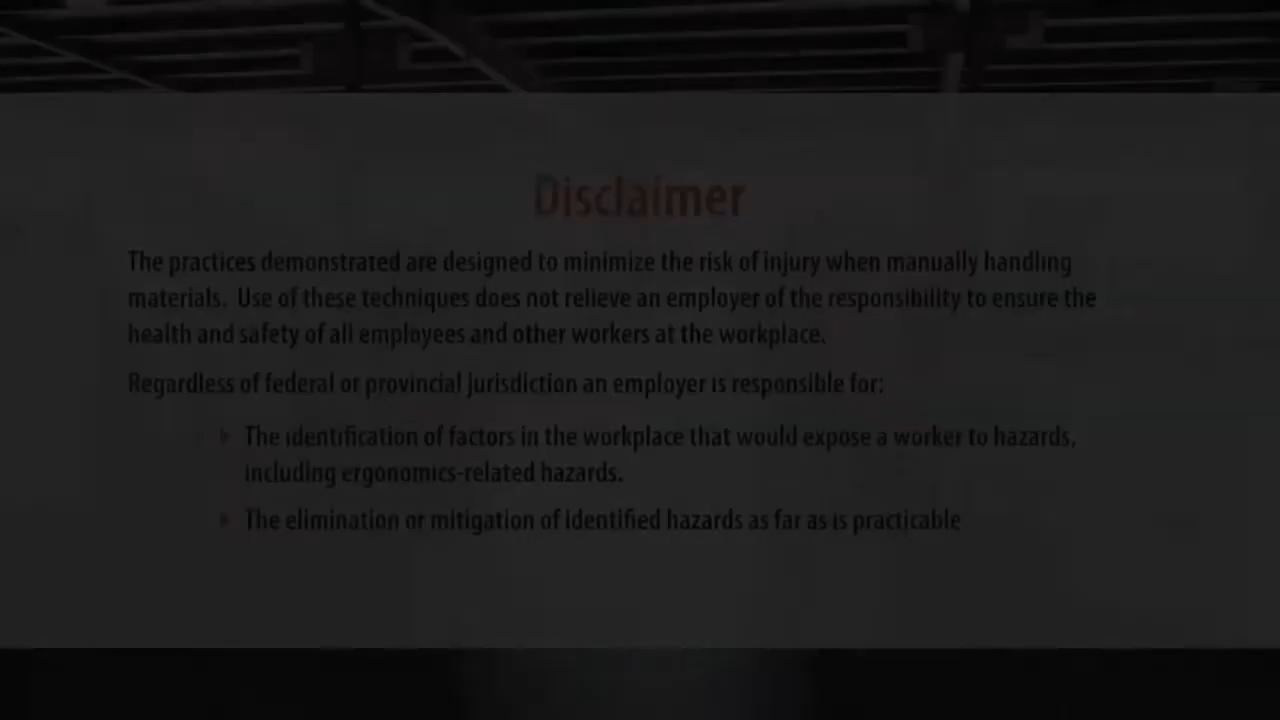 Disclaimer
The practices demonstrated are designed to minimize the risk of injury when manually handling
materials. Use of these techniques does not relieve an employer of the responsibility to ensure the
health and safety of all employees and other workers at the workplace.
Regardless of federal or provincial jurisdiction an employer is responsible for:
The identification of factors in the workplace that would expose a worker to hazards,
including ergonomics-related hazards.
The elimination or mitigation of identified hazards as far as is practicable